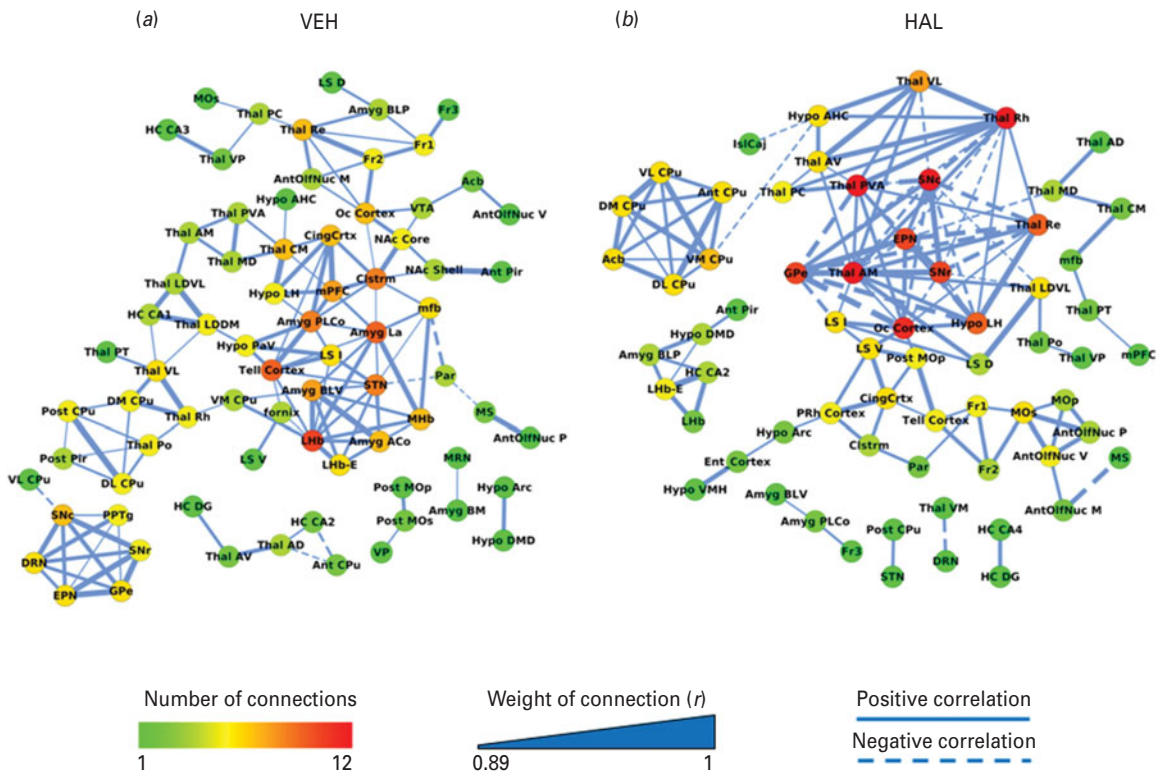 (a) VEH (b) HAL
LS D
MOs
Thal PC
Amyg BLP
Fr3
HC CA3
Thal Re
Fr1
Thal VP
Fr2
AntOlfNuc M
Hypo AHC
Acb
Thal PVA
Oc Cortex
VTA
AntOlfNuc V
Thal AM
CingCrtx
NAc Core
Thal CM
Thal MD
NAc Shell
Ant Pir
Thal LDVL
Clstrm
Hypo LH
mPFC
mfb
HC CA1
Thal LDDM
Amyg PLCo
Amyg La
Hypo PaV
LS I
Thal PT
Thal VL
Tell Cortex
STN
Par
DM CPu
VM CPu
Amyg BLV
Post CPu
Thal Rh
fornix
MS
MHb
AntOlfNuc P
Thal Po
LHb
Amyg ACo
Post Pir
LS V
LHb-E
MRN
DL CPu
VL CPu
Post MOp
Hypo Arc
HC DG
SNc
PPTg
HC CA2
Post MOs
Amyg BM
Thal AD
Hypo DMD
SNr
Thal AV
VP
DRN
Ant CPu
EPN
GPe
Thal VL
Hypo AHC
Thal Rh
IslCaj
Thal AD
Thal AV
VL CPu
Thal PC
Thal PVA
SNc
Thal MD
Ant CPu
Thal CM
DM CPu
Thal Re
EPN
Acb
VM CPu
mfb
GPe
Thal AM
SNr
DL CPu
Thal LDVL
Ant Pir
Thal PT
LS I
Oc Cortex
Hypo LH
Hypo DMD
Thal Po
Amyg BLP
LS V
Post MOp
LS D
Thal VP
mPFC
HC CA2
LHb-E
CingCrtx
Fr1
MOs
MOp
PRh Cortex
Tell Cortex
LHb
Hypo Arc
AntOlfNuc P
Clstrm
AntOlfNuc V
MS
Ent Cortex
Par
Fr2
Hypo VMH
Amyg BLV
AntOlfNuc M
Thal VM
Amyg PLCo
Post CPu
HC CA4
Fr3
DRN
STN
HC DG
Number of connections
1 12
Weight of connection (r)
0.89 1
Positive correlation
Negative correlation